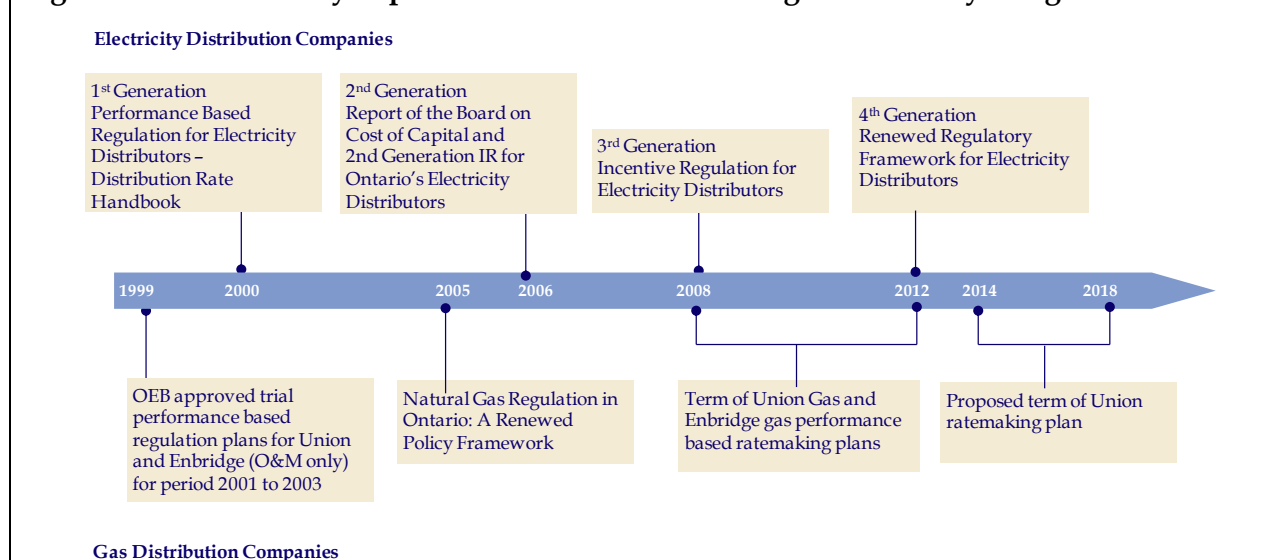 Electricity Distribution Companies
1st Generation
Performance Based
Regulation for Electricity
Distributors –
Distribution Rate
Handbook
2nd Generation
Report of the Board on
Cost of Capital and
2nd Generation IR for
Ontario's Electricity
Distributors
3rd Generation
Incentive Regulation for
Electricity Distributors
4th Generation
Renewed Regulatory
Framework for Electricity
Distributors
1999 2000 2005 2006 2008 2012 2014 2018
OEB approved trial
performance based
regulation plans for Union
and Enbridge (O&M only)
for period 2001 to 2003
Natural Gas Regulation in
Ontario: A Renewed
Policy Framework
Term of Union Gas and
Enbridge gas performance
based ratemaking plans
Proposed term of Union
ratemaking plan
Gas Distribution Companies